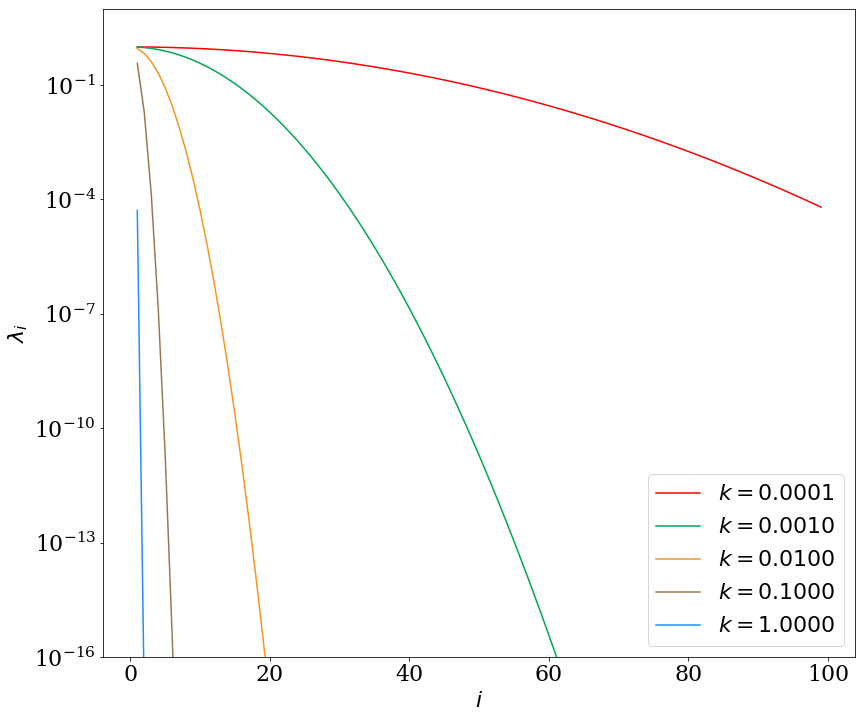 10⁻¹
10⁻⁴
10⁻⁷
10⁻¹⁰
10⁻¹³
10⁻¹⁶
λᵢ
0 20 40 60 80 100
i
k = 0.0001
k = 0.0010
k = 0.0100
k = 0.1000
k = 1.0000